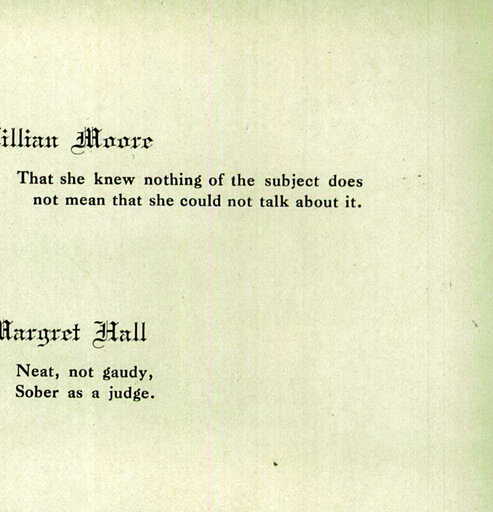 illian Moore
That she knew nothing of the subject does
not mean that she could not talk about it.
Margret Hall
Neat, not gaudy,
Sober as a judge.